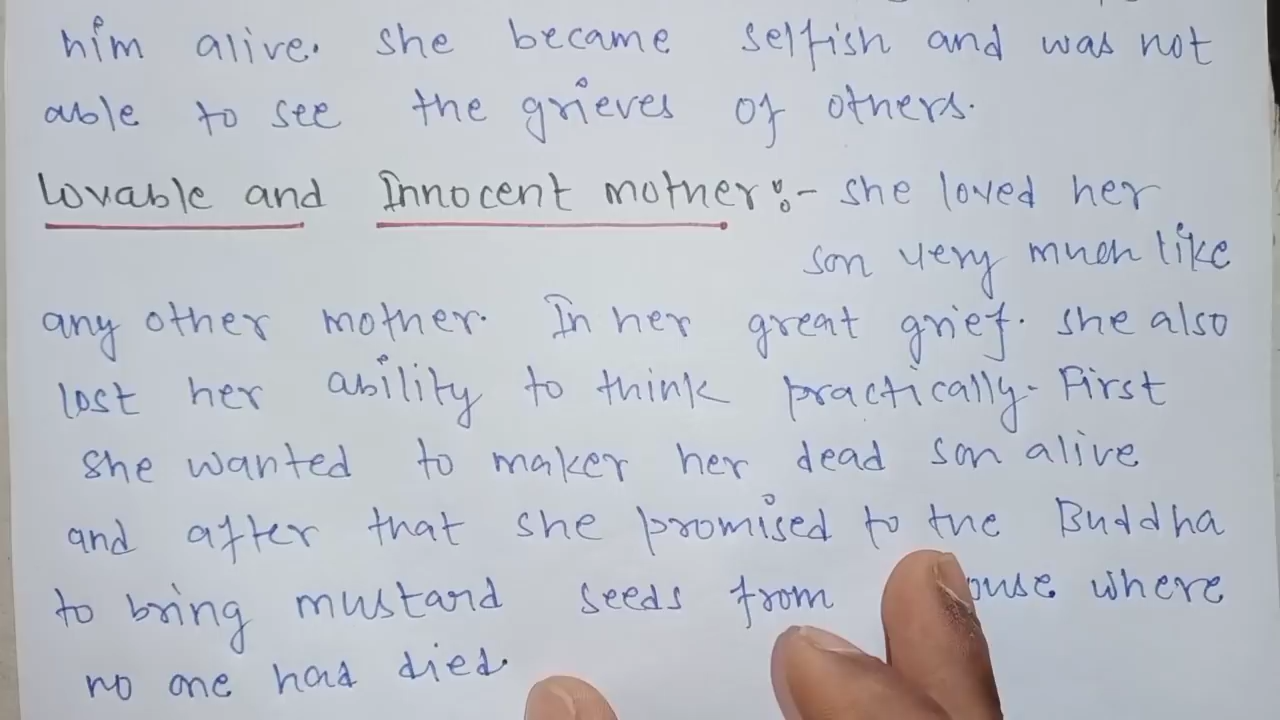 him alive. she became selfish and was not
able to see the grieves of others.
Lovable and Innocent mother:- she loved her
son very much like
any other mother. In her great grief. she also
lost her ability to think practically. First
she wanted to maker her dead son alive
and after that she promised to the Buddha
to bring mustard seeds from where
no one had died.